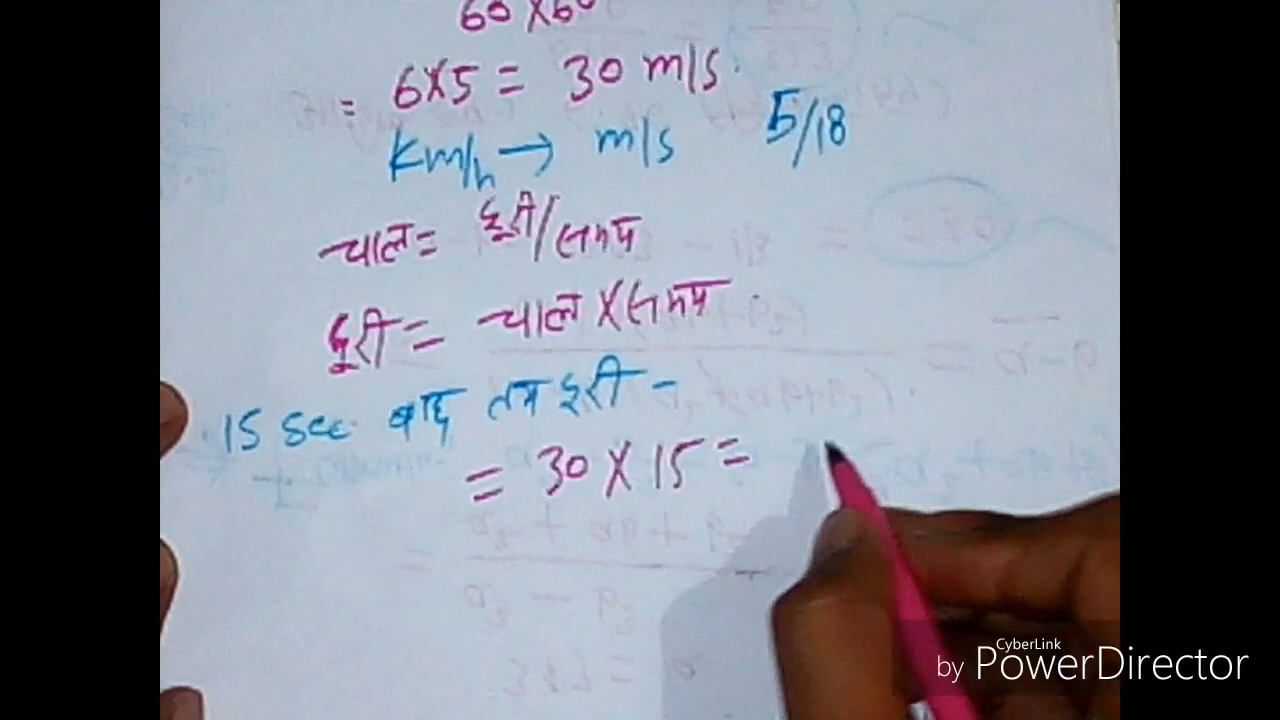 60 X 60
= 6X5 = 30 m/s.
Km/h → m/s 5/18
चाल = दूरी/समय
दूरी = चाल X समय
15 Sec बाद तय दूरी -
= 30 X 15 =
CyberLink
by PowerDirector